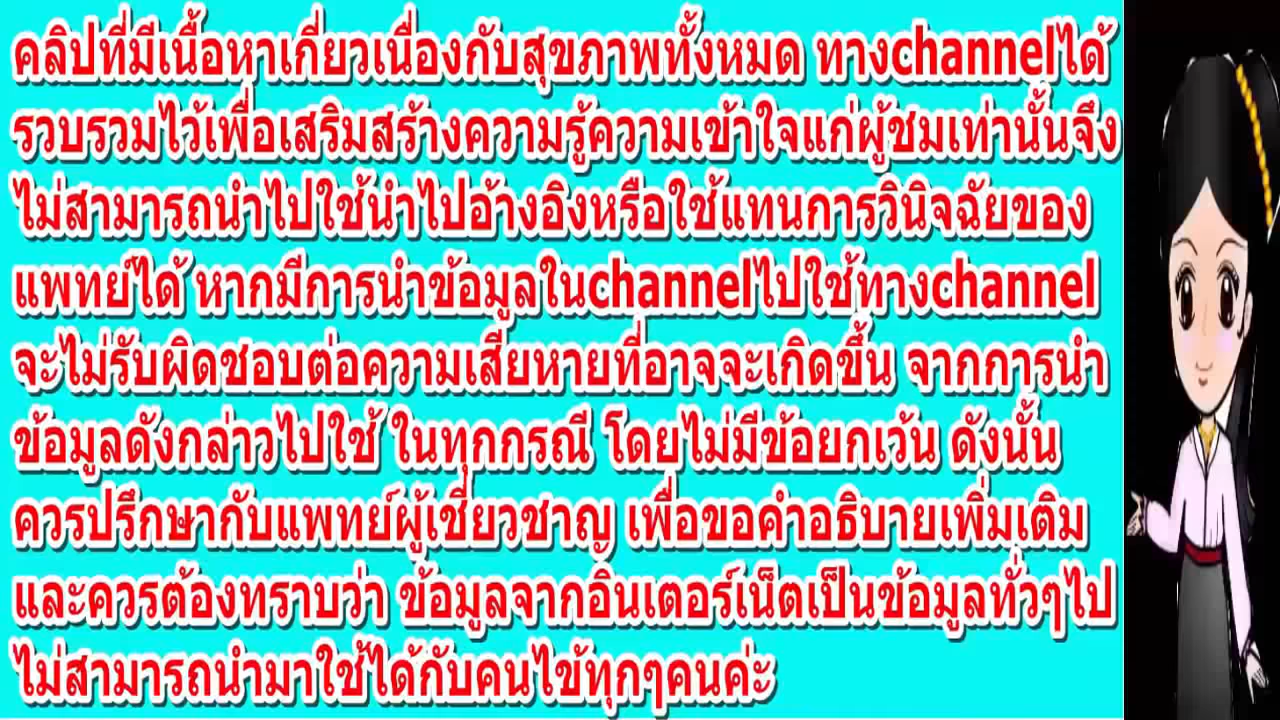 คลิปที่มีเนื้อหาเกี่ยวเนื่องกับสุขภาพทั้งหมด ทางchannelได้
รวบรวมไว้เพื่อเสริมสร้างความรู้ความเข้าใจแก่ผู้ชมเท่านั้นจึง
ไม่สามารถนำไปใช้นำไปอ้างอิงหรือใช้แทนการวินิจฉัยของ
แพทย์ได้ หากมีการนำข้อมูลในchannelไปใช้ทางchannel
จะไม่รับผิดชอบต่อความเสียหายที่อาจจะเกิดขึ้น จากการนำ
ข้อมูลดังกล่าวไปใช้ ในทุกกรณี โดยไม่มีข้อยกเว้น ดังนั้น
ควรปรึกษากับแพทย์ผู้เชี่ยวชาญ เพื่อขอคำอธิบายเพิ่มเติม
และควรต้องทราบว่า ข้อมูลจากอินเตอร์เน็ตเป็นข้อมูลทั่วๆไป
ไม่สามารถนำมาใช้ได้กับคนไข้ทุกๆคนค่ะ